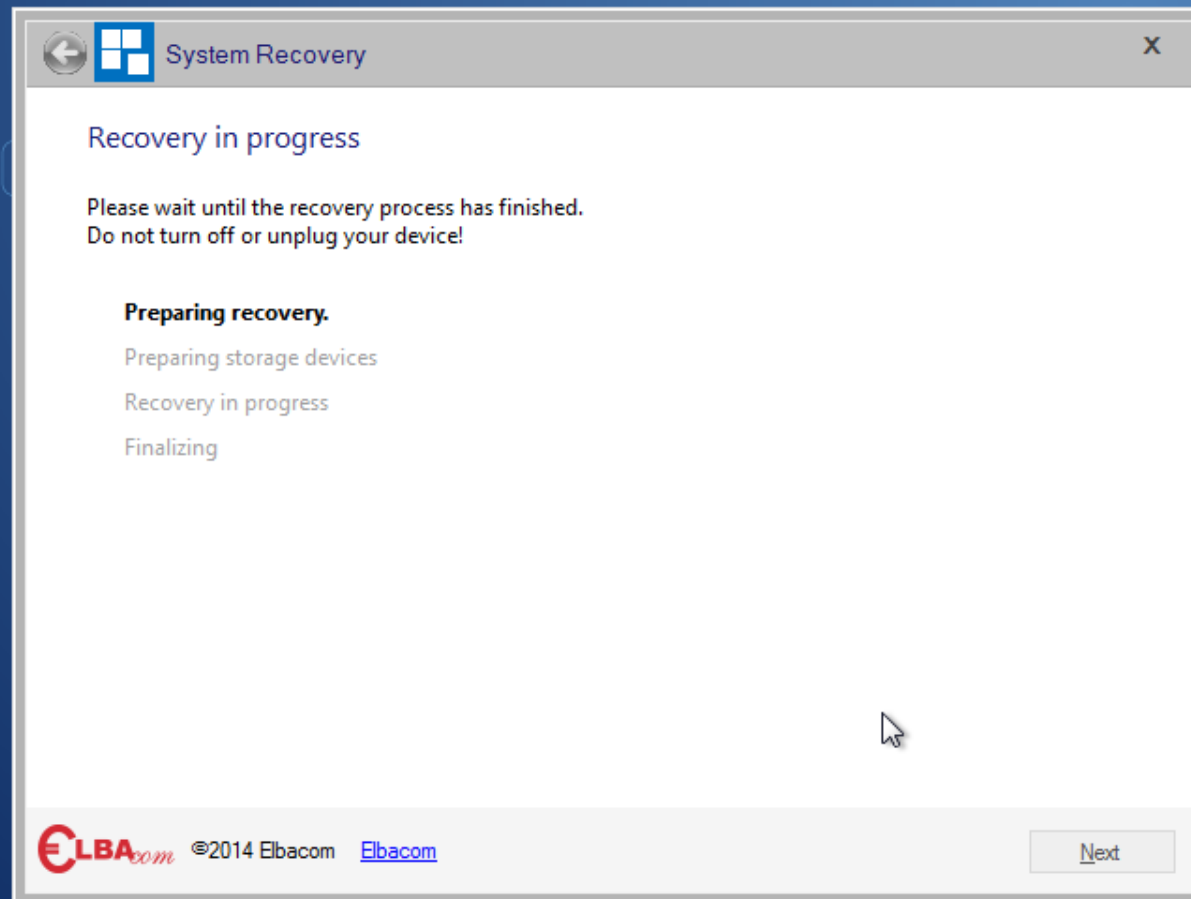 System Recovery
X
Recovery in progress
Please wait until the recovery process has finished.
Do not turn off or unplug your device!
Preparing recovery.
Preparing storage devices
Recovery in progress
Finalizing
€LBAcom ©2014 Elbacom Elbacom
Next